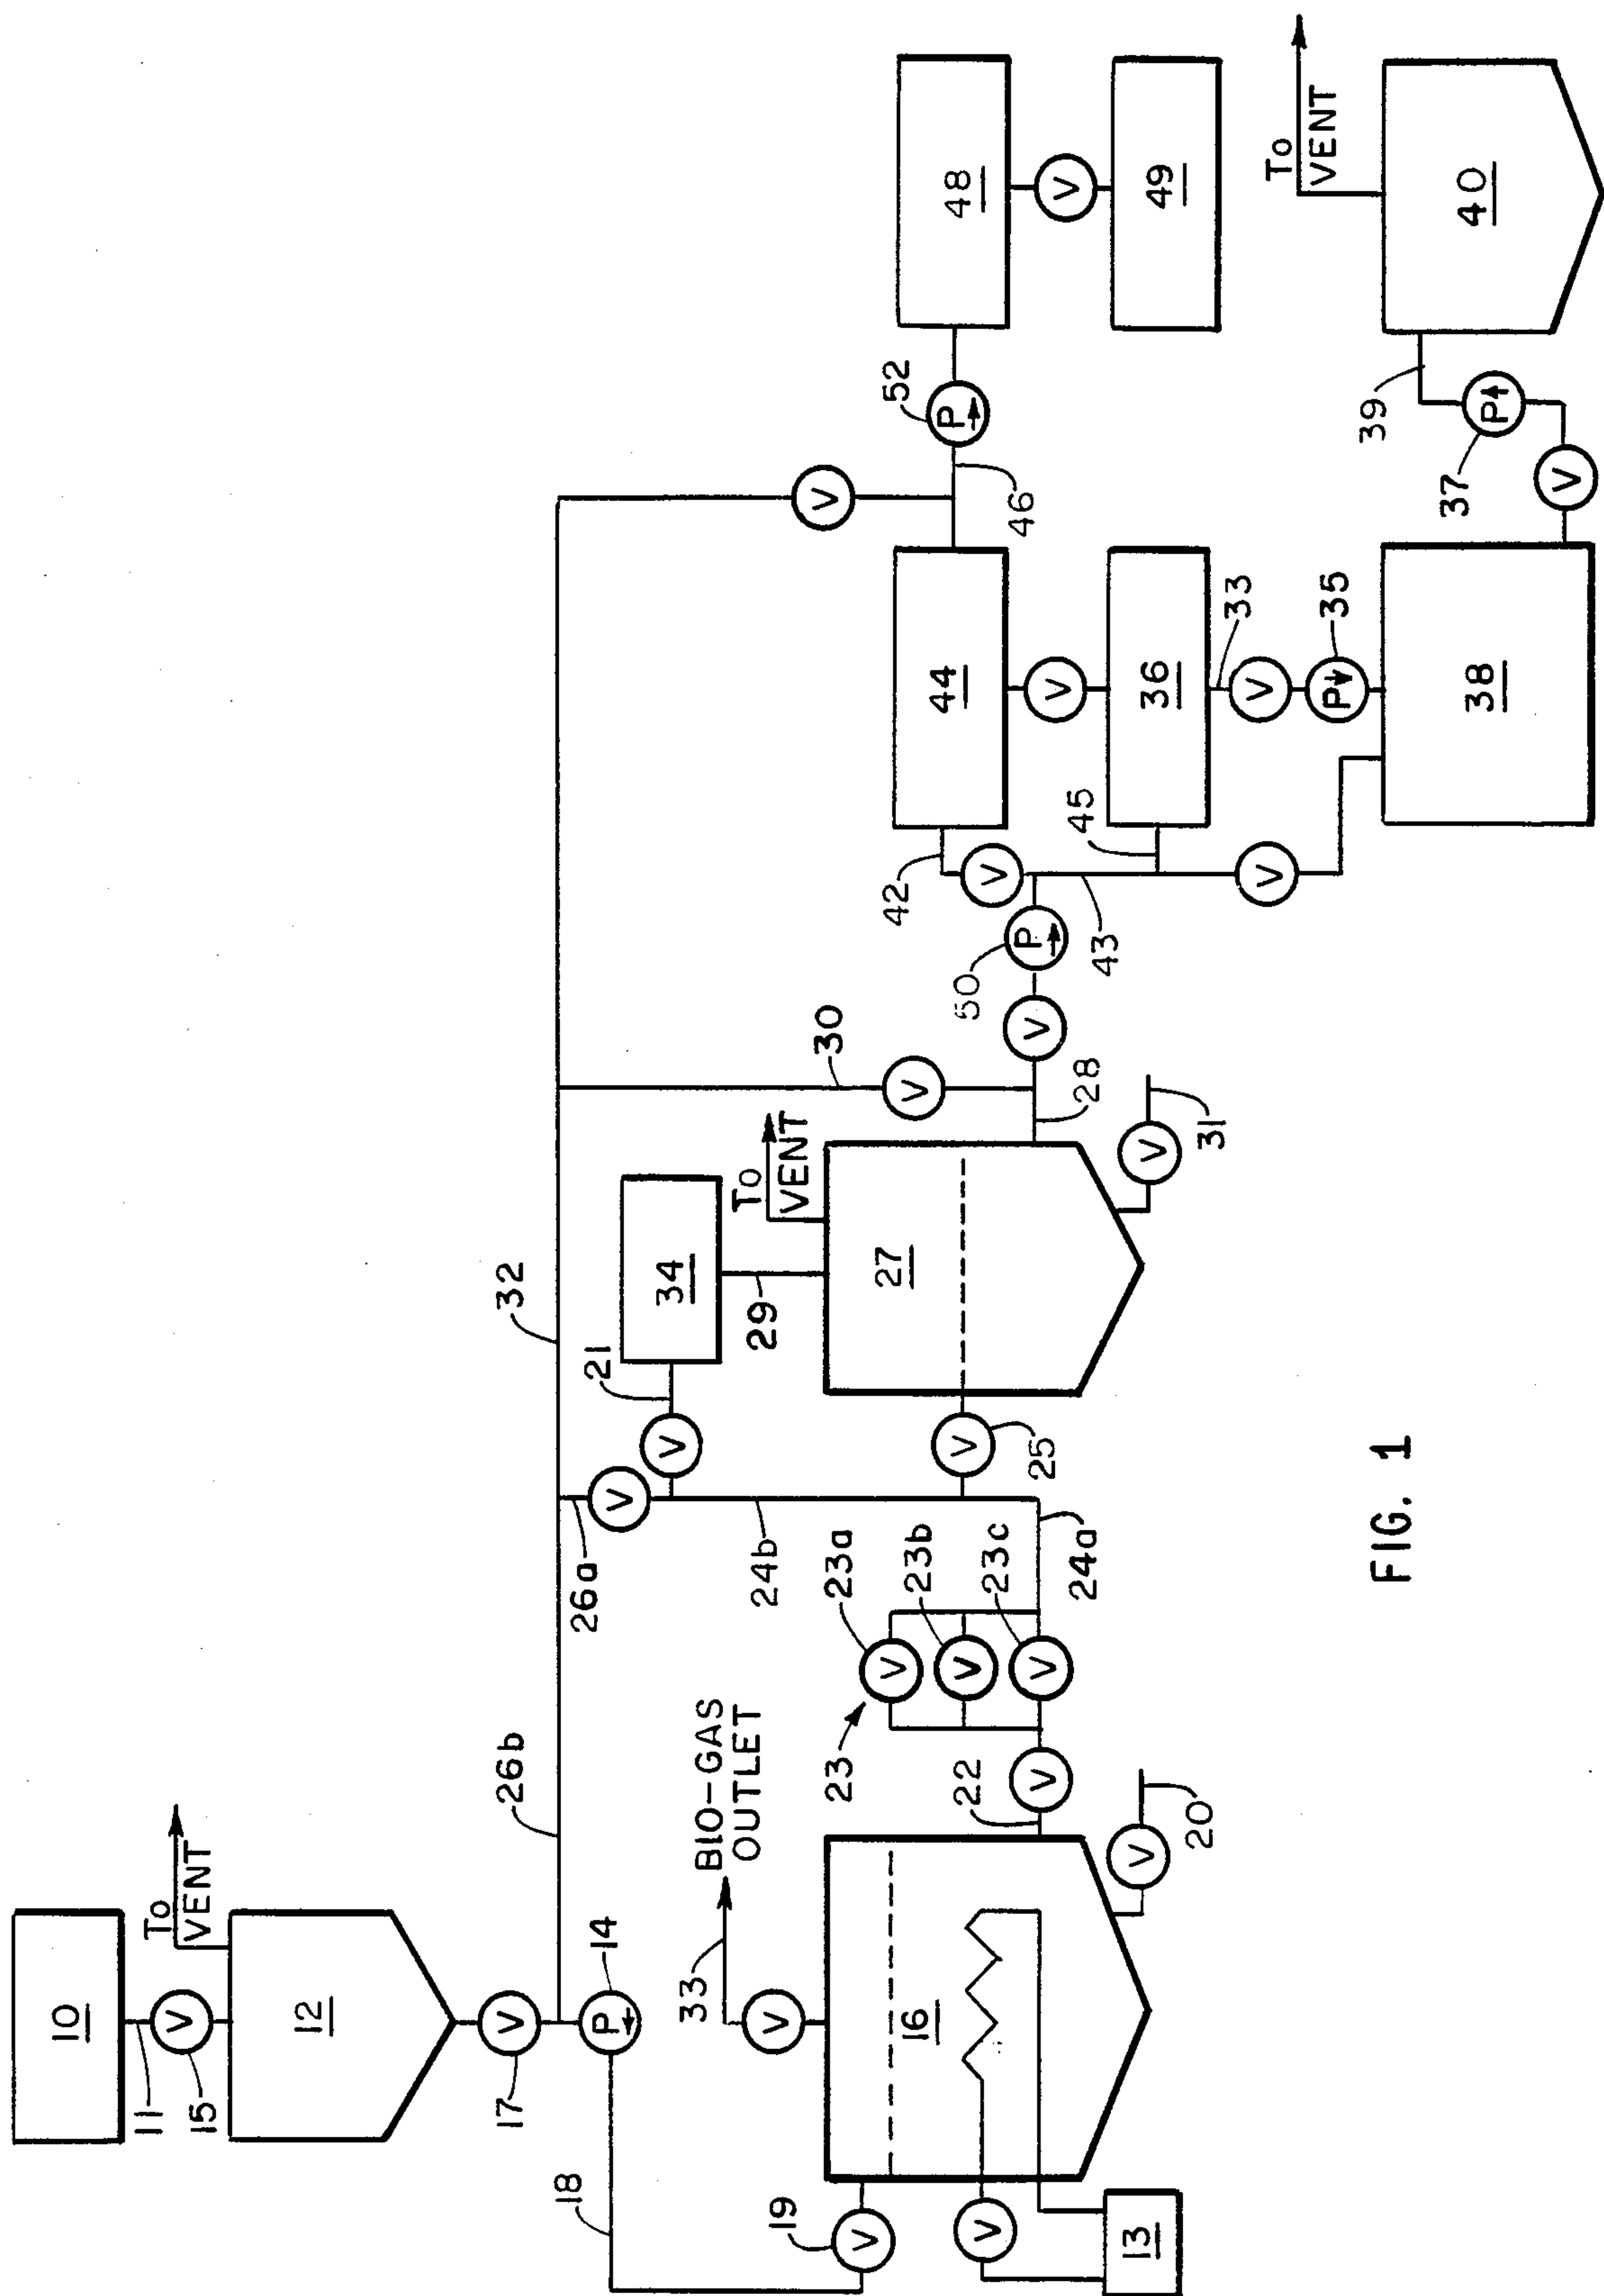 10
11
V
To
VENT
15
12
17
V
26b
32
18
P
14
26a
V
21
V
34
33
BIO-GAS
OUTLET
V
24b
29
To
VENT
30
V
19
V
23
23a
V
27
V
42
52
16
23b
V
V
44
P
48
V
22
V
23c
V
24a
25
28
V
50
P
V
46
V
V
13
V
20
V
31
43
45
36
49
33
V
V
P
35
To
VENT
39
FIG. 1
38
37
P
40
V